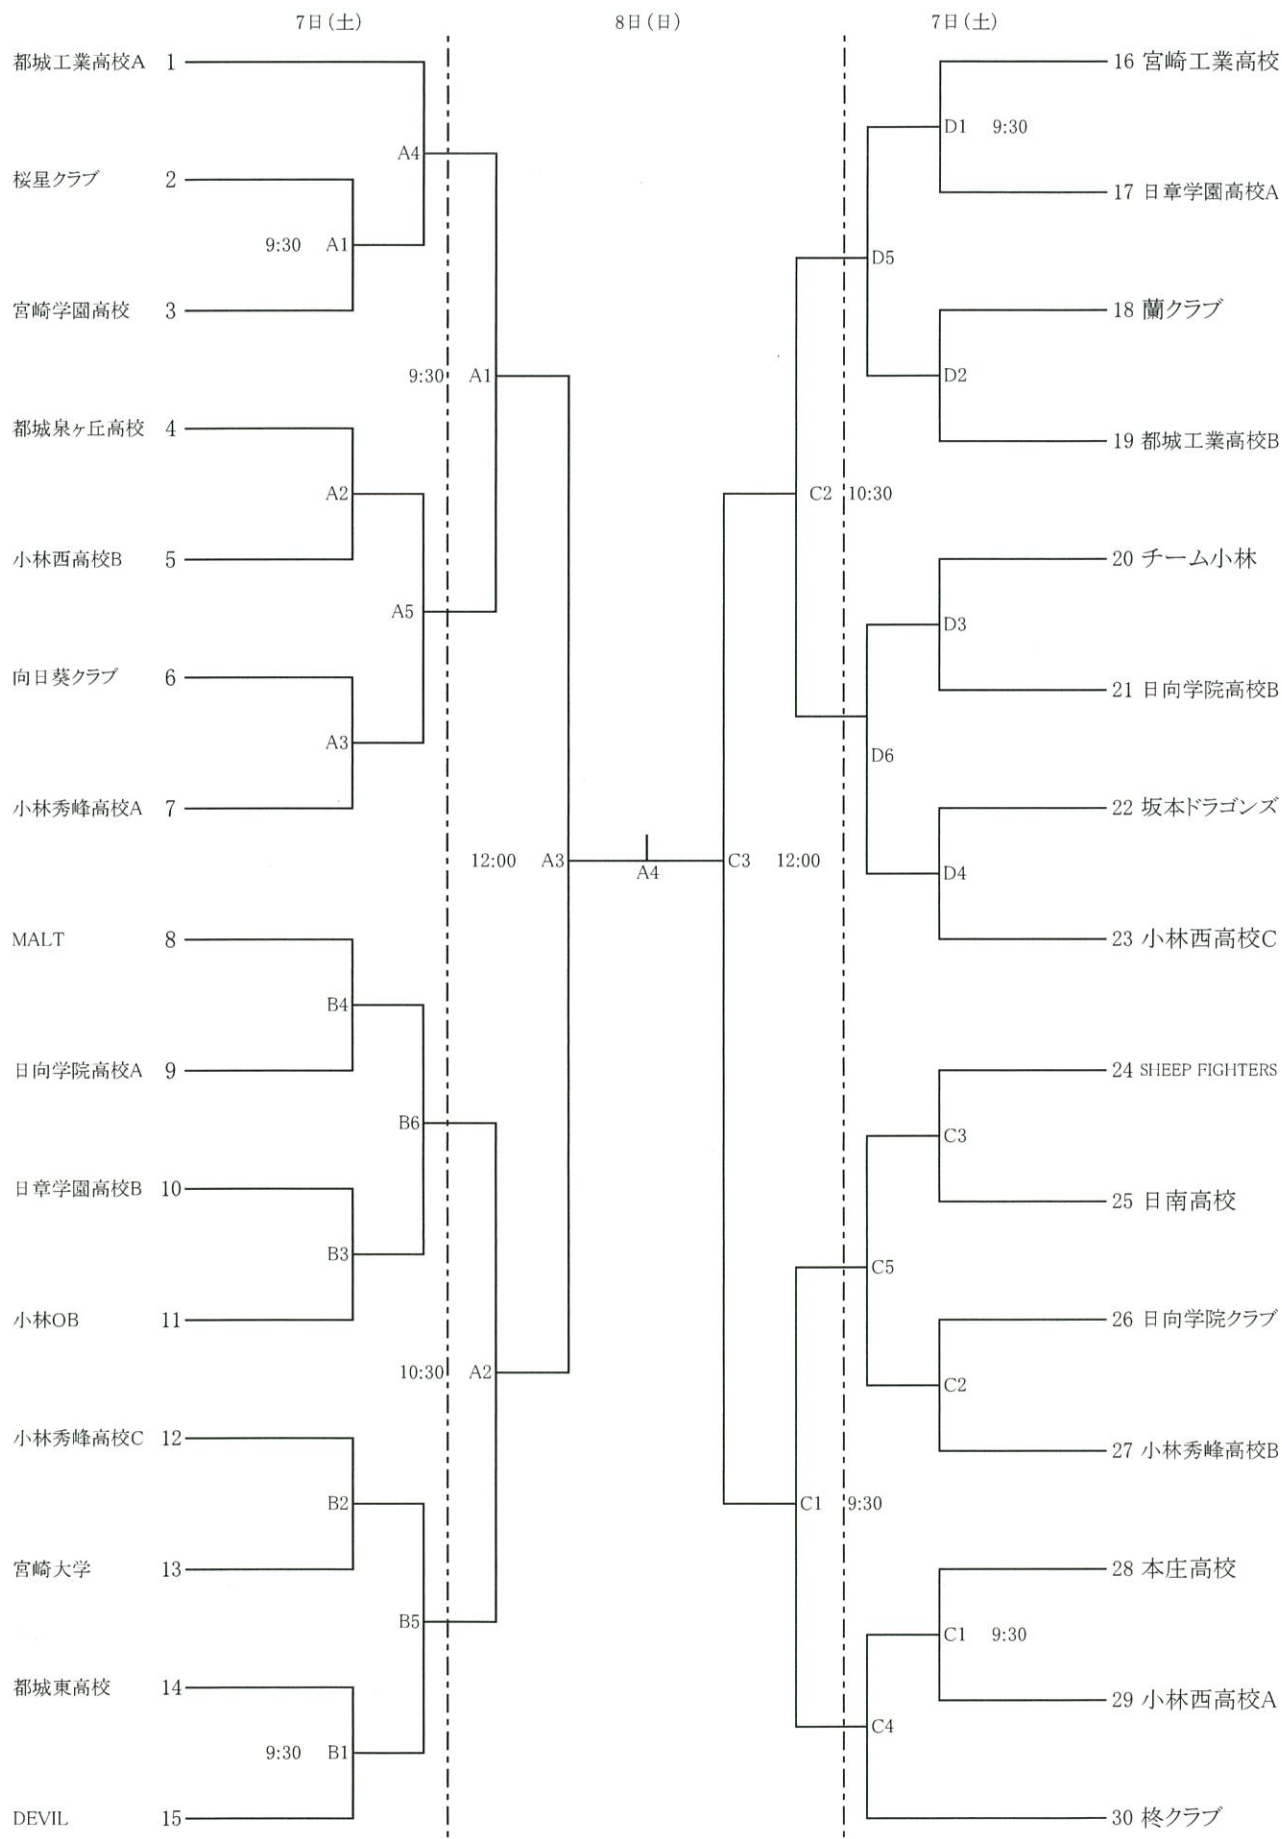 7日（土） 8日（日） 7日（土）
都城工業高校A 1
16 宮崎工業高校
D1 9:30
A4
桜星クラブ 2
17 日章学園高校A
9:30 A1
D5
宮崎学園高校 3
18 蘭クラブ
9:30 A1
D2
都城泉ヶ丘高校 4
19 都城工業高校B
A2
C2 10:30
小林西高校B 5
20 チーム小林
A5
D3
向日葵クラブ 6
21 日向学院高校B
A3
D6
小林秀峰高校A 7
22 坂本ドラゴンズ
12:00 A3
A4
C3 12:00
D4
MALT 8
23 小林西高校C
B4
日向学院高校A 9
24 SHEEP FIGHTERS
B6
C3
日章学園高校B 10
25 日南高校
B3
C5
小林OB 11
26 日向学院クラブ
10:30 A2
C2
小林秀峰高校C 12
27 小林秀峰高校B
B2
C1 9:30
宮崎大学 13
28 本庄高校
B5
C1 9:30
都城東高校 14
29 小林西高校A
C4
9:30 B1
DEVIL 15
30 柊クラブ